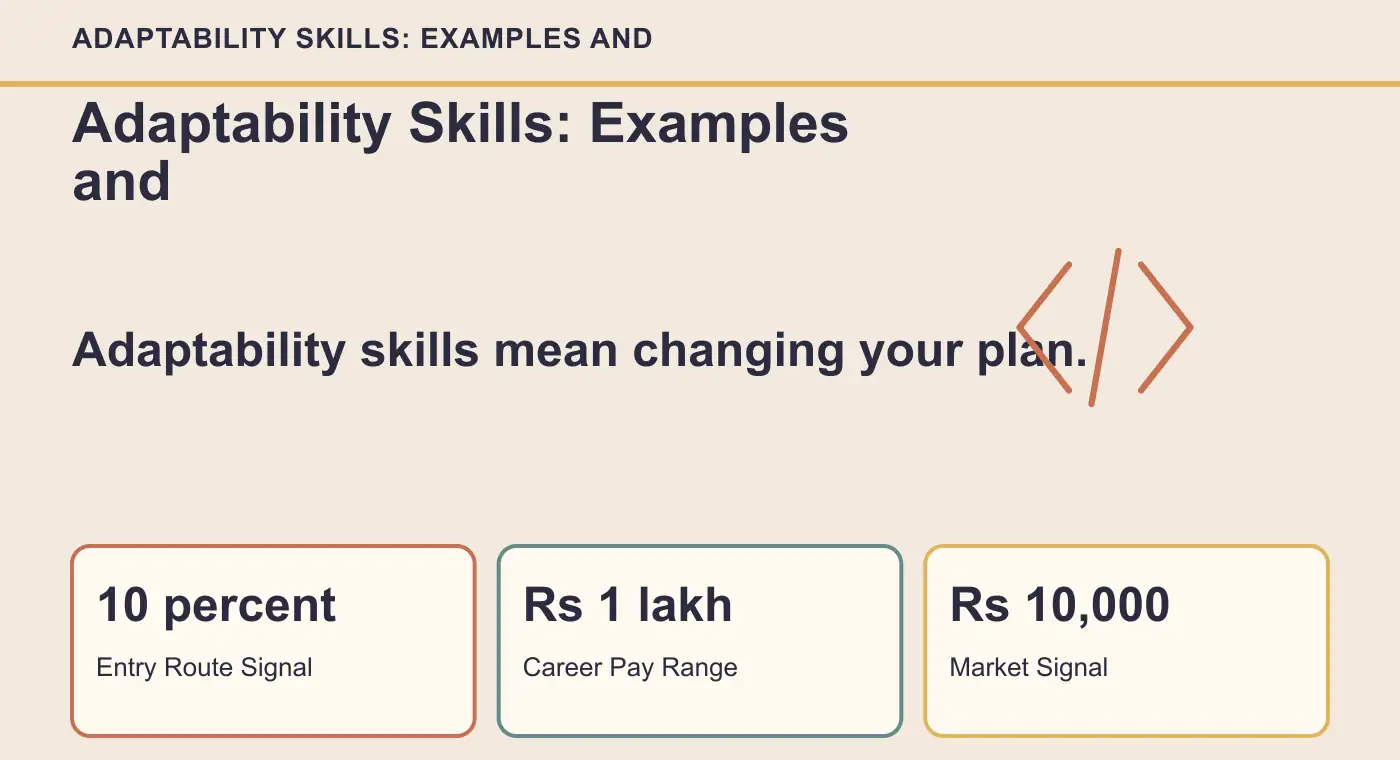 ADAPTABILITY SKILLS: EXAMPLES AND
Adaptability Skills: Examples
and
Adaptability skills mean changing your plan.
10 percent
Entry Route Signal
Rs 1 lakh
Career Pay Range
Rs 10,000
Market Signal